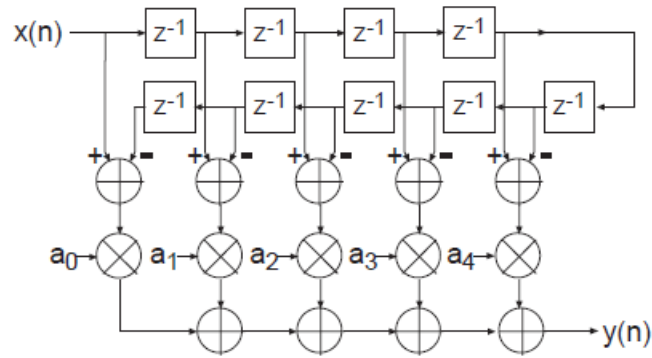 x(n) z⁻¹ z⁻¹ z⁻¹ z⁻¹
z⁻¹ z⁻¹ z⁻¹ z⁻¹ z⁻¹
+ - + - + - + - + -
a₀ a₁ a₂ a₃ a₄
y(n)